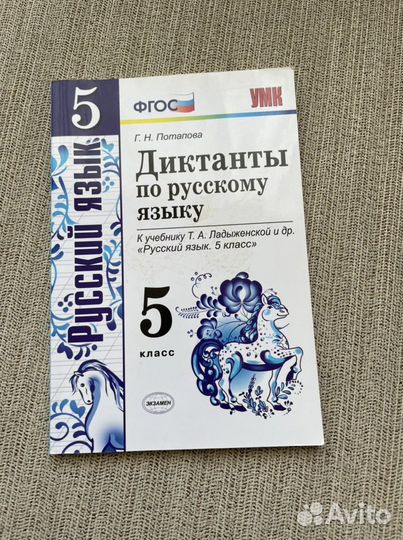 5
Русский язык
ФГОС
УМК
Г. Н. Потапова
Диктанты
по русскому
языку
К учебнику Т. А. Ладыженской и др.
«Русский язык. 5 класс»
5
класс
ЭКЗАМЕН
Avito